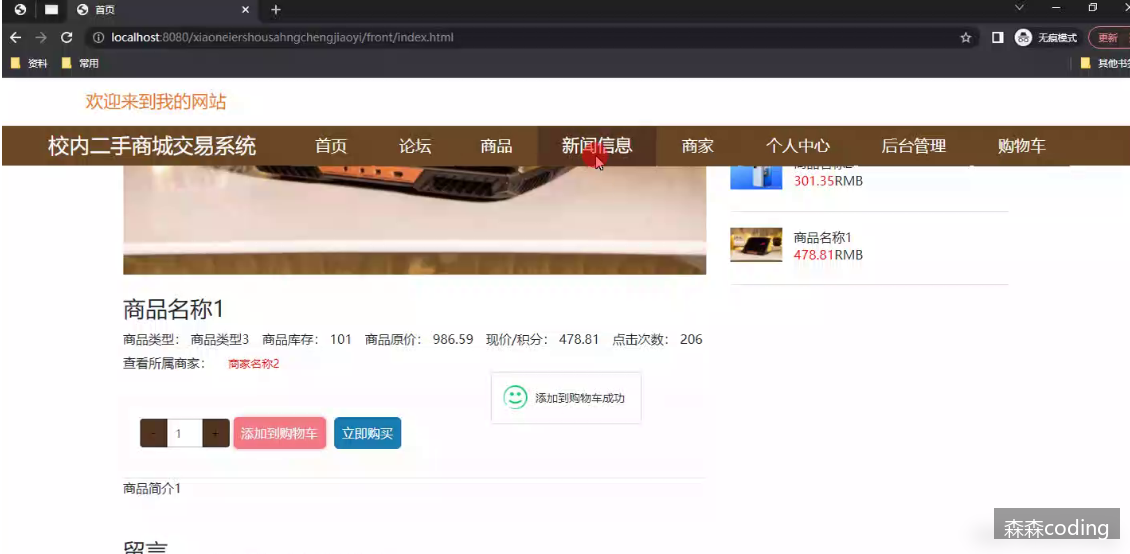 首页
localhost:8080/xiaoneiershousahngchengjiaoyi/front/index.html
无痕模式
更新
资料
常用
其他书签
欢迎来到我的网站
校内二手商城交易系统
首页
论坛
商品
新闻信息
商家
个人中心
后台管理
购物车
301.35RMB
商品名称1
478.81RMB
商品名称1
商品类型： 商品类型3 商品库存： 101 商品原价： 986.59 现价/积分： 478.81 点击次数： 206
查看所属商家： 商家名称2
添加到购物车成功
- 1 + 添加到购物车 立即购买
商品简介1
留言
森森coding